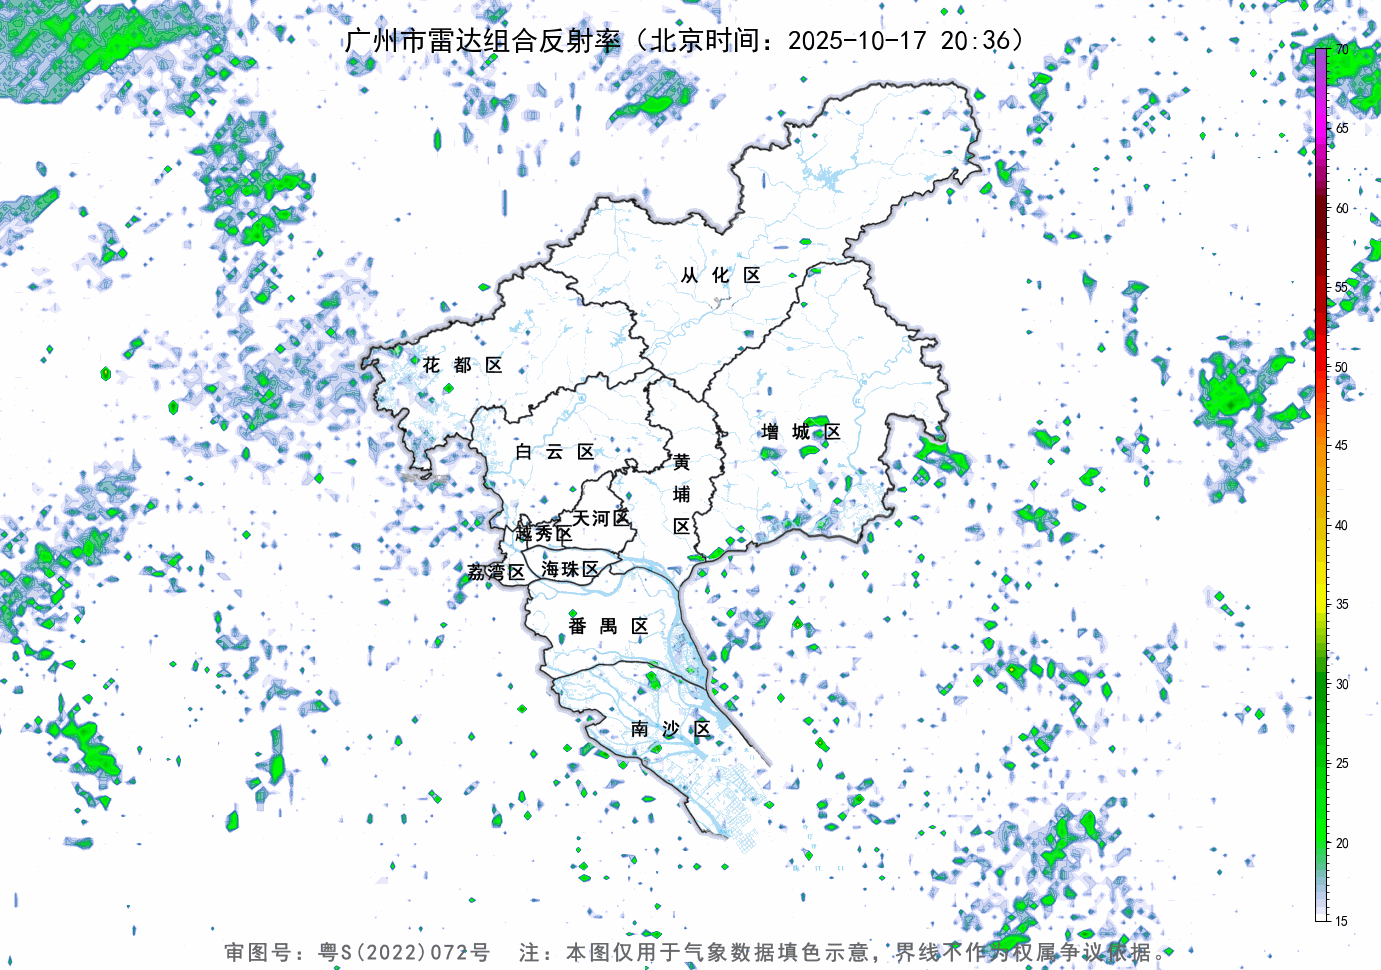 广州市雷达组合反射率（北京时间：2025-10-17 20:36）
70
65
60
55
50
45
40
35
30
25
20
15
从化区
花都区
增城区
白云区
黄埔区
天河区
越秀区
海珠区
荔湾区
番禺区
南沙区
审图号：粤S(2022)072号 注：本图仅用于气象数据填色示意，界线不作为权属争议依据。